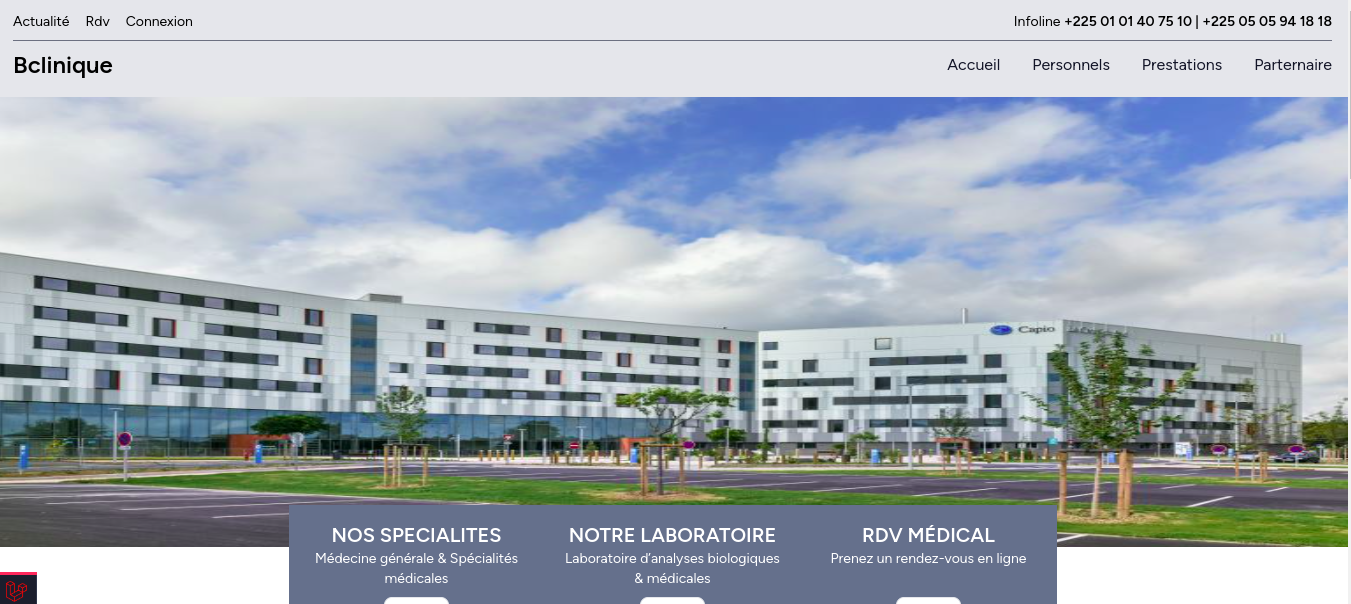 Actualité Rdv Connexion
Infoline +225 01 01 40 75 10 | +225 05 05 94 18 18
Bclinique
Accueil Personnels Prestations Parternaire
Capio
NOS SPECIALITES
Médecine générale & Spécialités
médicales
NOTRE LABORATOIRE
Laboratoire d’analyses biologiques
& médicales
RDV MÉDICAL
Prenez un rendez-vous en ligne